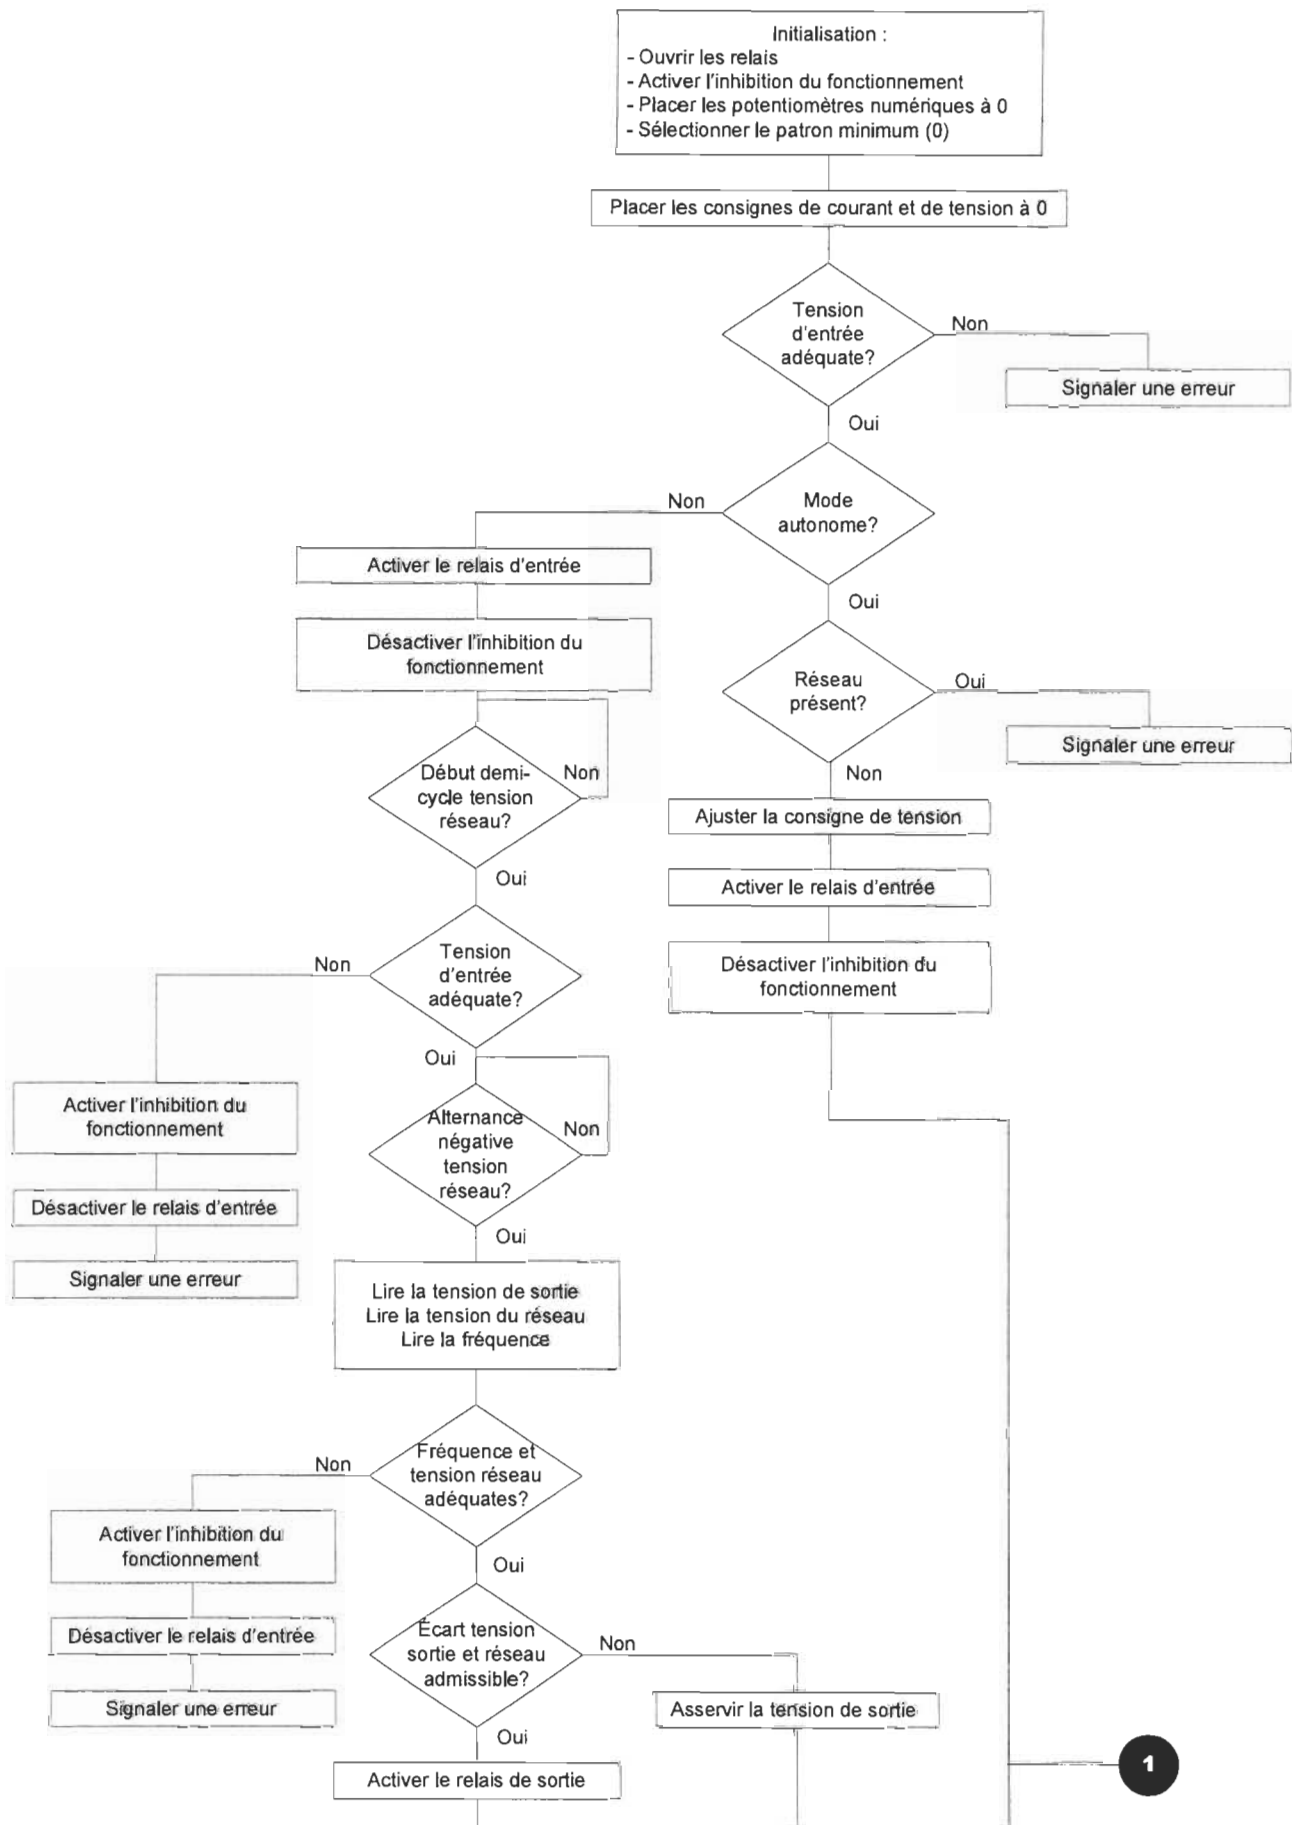 Initialisation :
- Ouvrir les relais
- Activer l'inhibition du fonctionnement
- Placer les potentiomètres numériques à 0
- Sélectionner le patron minimum (0)
Placer les consignes de courant et de tension à 0
Tension
d'entrée
adéquate?
Non
Signaler une erreur
Oui
Mode
autonome?
Non
Activer le relais d'entrée
Désactiver l'inhibition du
fonctionnement
Oui
Réseau
présent?
Oui
Signaler une erreur
Non
Début demi-
cycle tension
réseau?
Non
Ajuster la consigne de tension
Oui
Activer le relais d'entrée
Désactiver l'inhibition du
fonctionnement
Tension
d'entrée
adéquate?
Non
Oui
Activer l'inhibition du
fonctionnement
Désactiver le relais d'entrée
Signaler une erreur
Alternance
négative
tension
réseau?
Non
Oui
Lire la tension de sortie
Lire la tension du réseau
Lire la fréquence
Fréquence et
tension réseau
adéquates?
Non
Activer l'inhibition du
fonctionnement
Désactiver le relais d'entrée
Signaler une erreur
Oui
Écart tension
sortie et réseau
admissible?
Non
Asservir la tension de sortie
Oui
Activer le relais de sortie
1